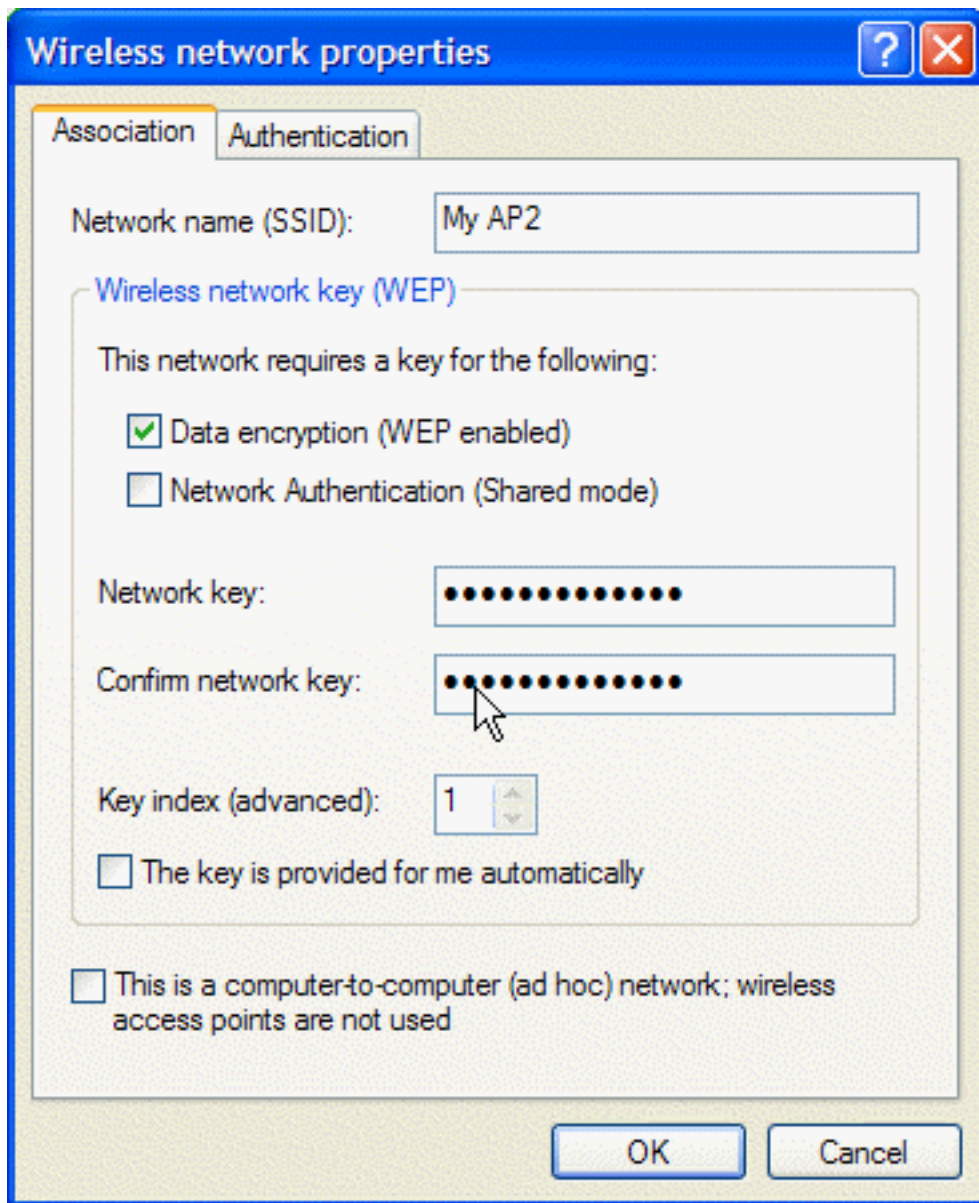 Wireless network properties
Association Authentication
Network name (SSID): My AP2
Wireless network key (WEP)
This network requires a key for the following:
Data encryption (WEP enabled)
Network Authentication (Shared mode)
Network key: •••••••••••••
Confirm network key: •••••••••••••
Key index (advanced): 1
The key is provided for me automatically
This is a computer-to-computer (ad hoc) network; wireless
access points are not used
OK Cancel